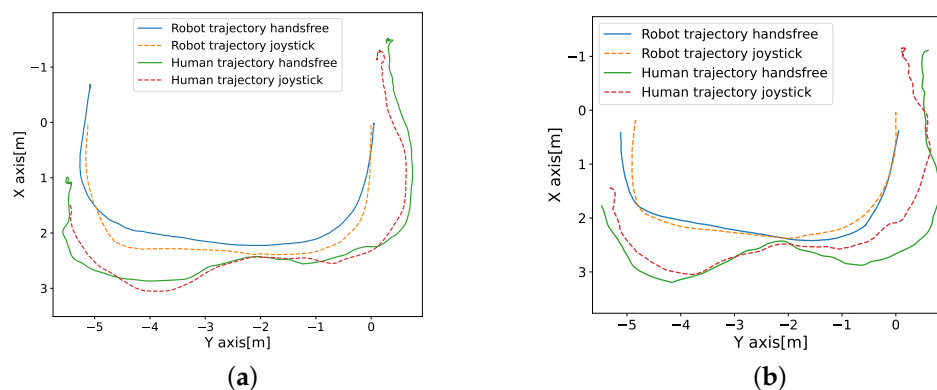 Robot trajectory handsfree
Robot trajectory joystick
Human trajectory handsfree
Human trajectory joystick
X axis[m]
−1
0
1
2
3
−5
−4
−3
−2
−1
0
Y axis[m]
(a)
Robot trajectory handsfree
Robot trajectory joystick
Human trajectory handsfree
Human trajectory joystick
X axis[m]
−1
0
1
2
3
−5
−4
−3
−2
−1
0
Y axis[m]
(b)